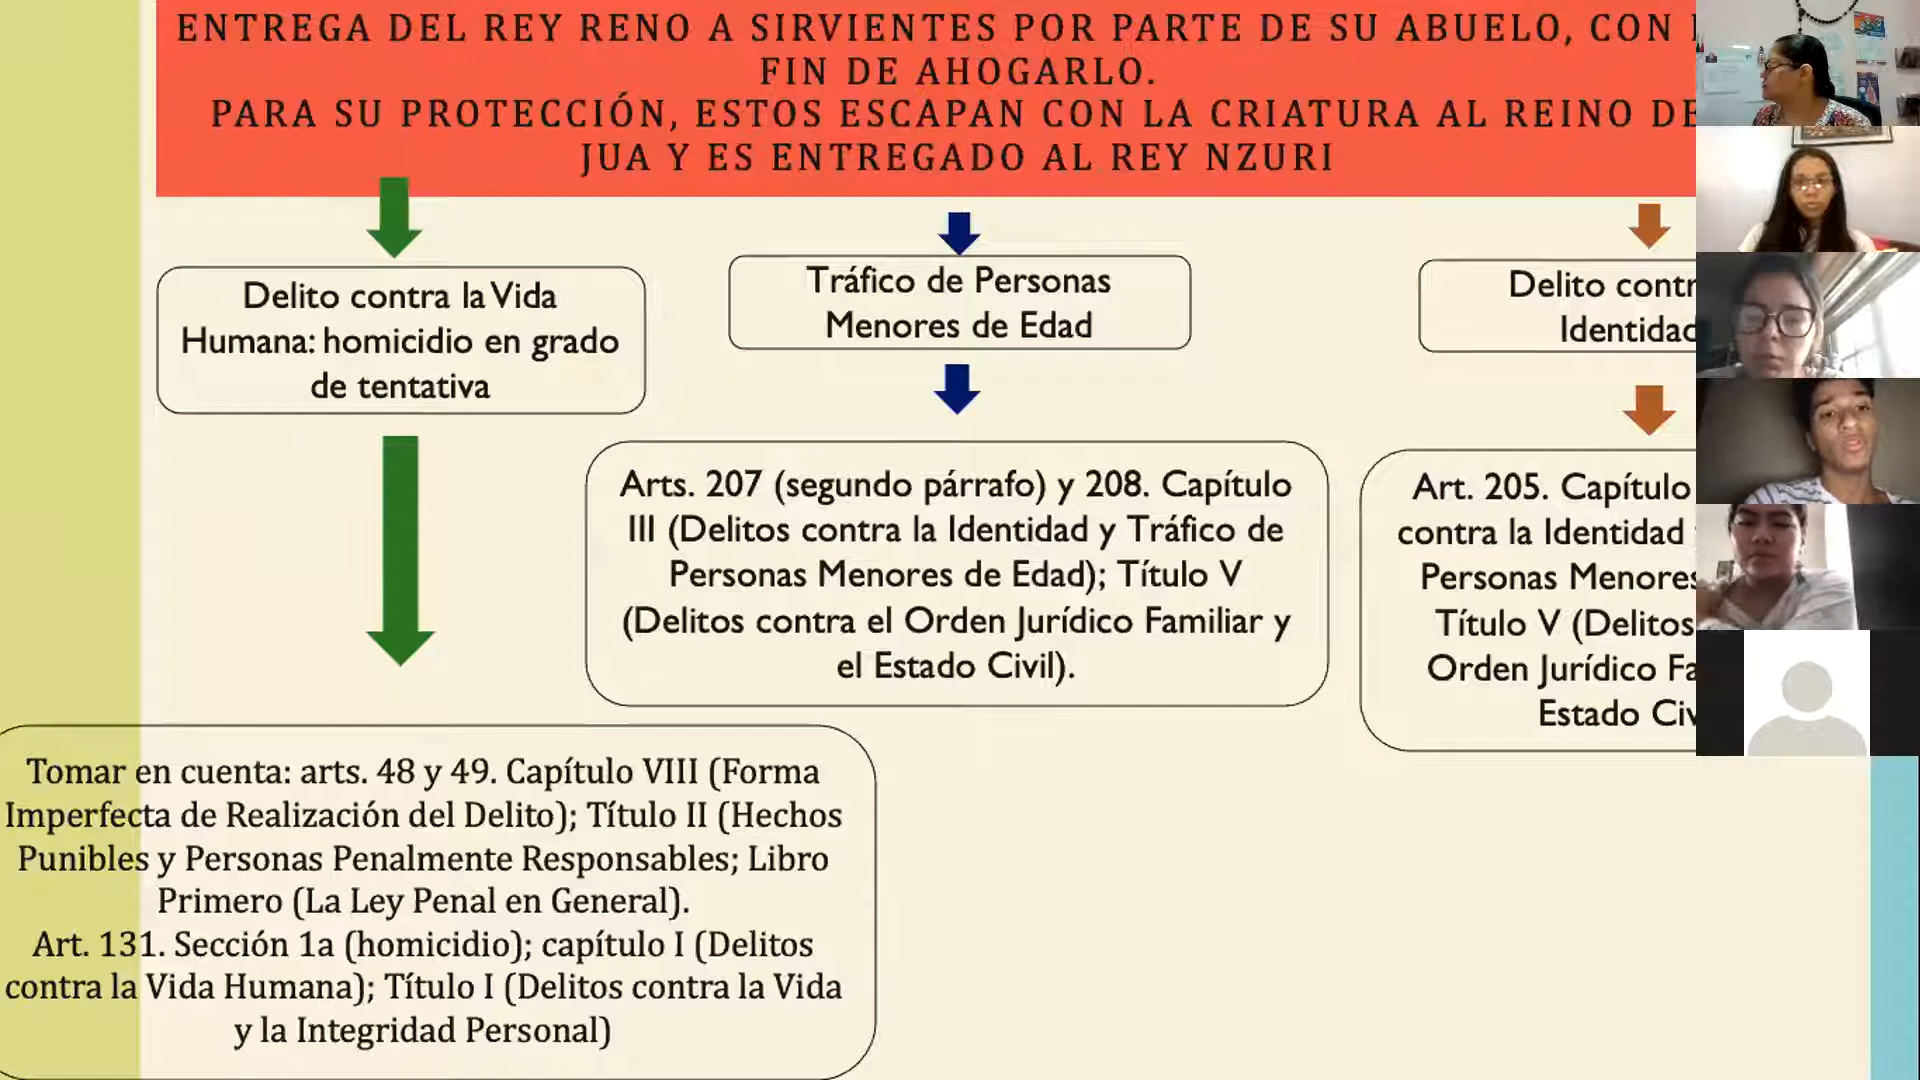 ENTREGA DEL REY RENO A SIRVIENTES POR PARTE DE SU ABUELO, CON
FIN DE AHOGARLO.
PARA SU PROTECCIÓN, ESTOS ESCAPAN CON LA CRIATURA AL REINO DE
JUA Y ES ENTREGADO AL REY NZURI
Delito contra la Vida
Humana: homicidio en grado
de tentativa
Tráfico de Personas
Menores de Edad
Delito contr
Identidad
Arts. 207 (segundo párrafo) y 208. Capítulo
III (Delitos contra la Identidad y Tráfico de
Personas Menores de Edad); Título V
(Delitos contra el Orden Jurídico Familiar y
el Estado Civil).
Art. 205. Capítulo
contra la Identidad
Personas Menores
Título V (Delitos
Orden Jurídico Fa
Estado Civ
Tomar en cuenta: arts. 48 y 49. Capítulo VIII (Forma
Imperfecta de Realización del Delito); Título II (Hechos
Punibles y Personas Penalmente Responsables; Libro
Primero (La Ley Penal en General).
Art. 131. Sección 1a (homicidio); capítulo I (Delitos
contra la Vida Humana); Título I (Delitos contra la Vida
y la Integridad Personal)